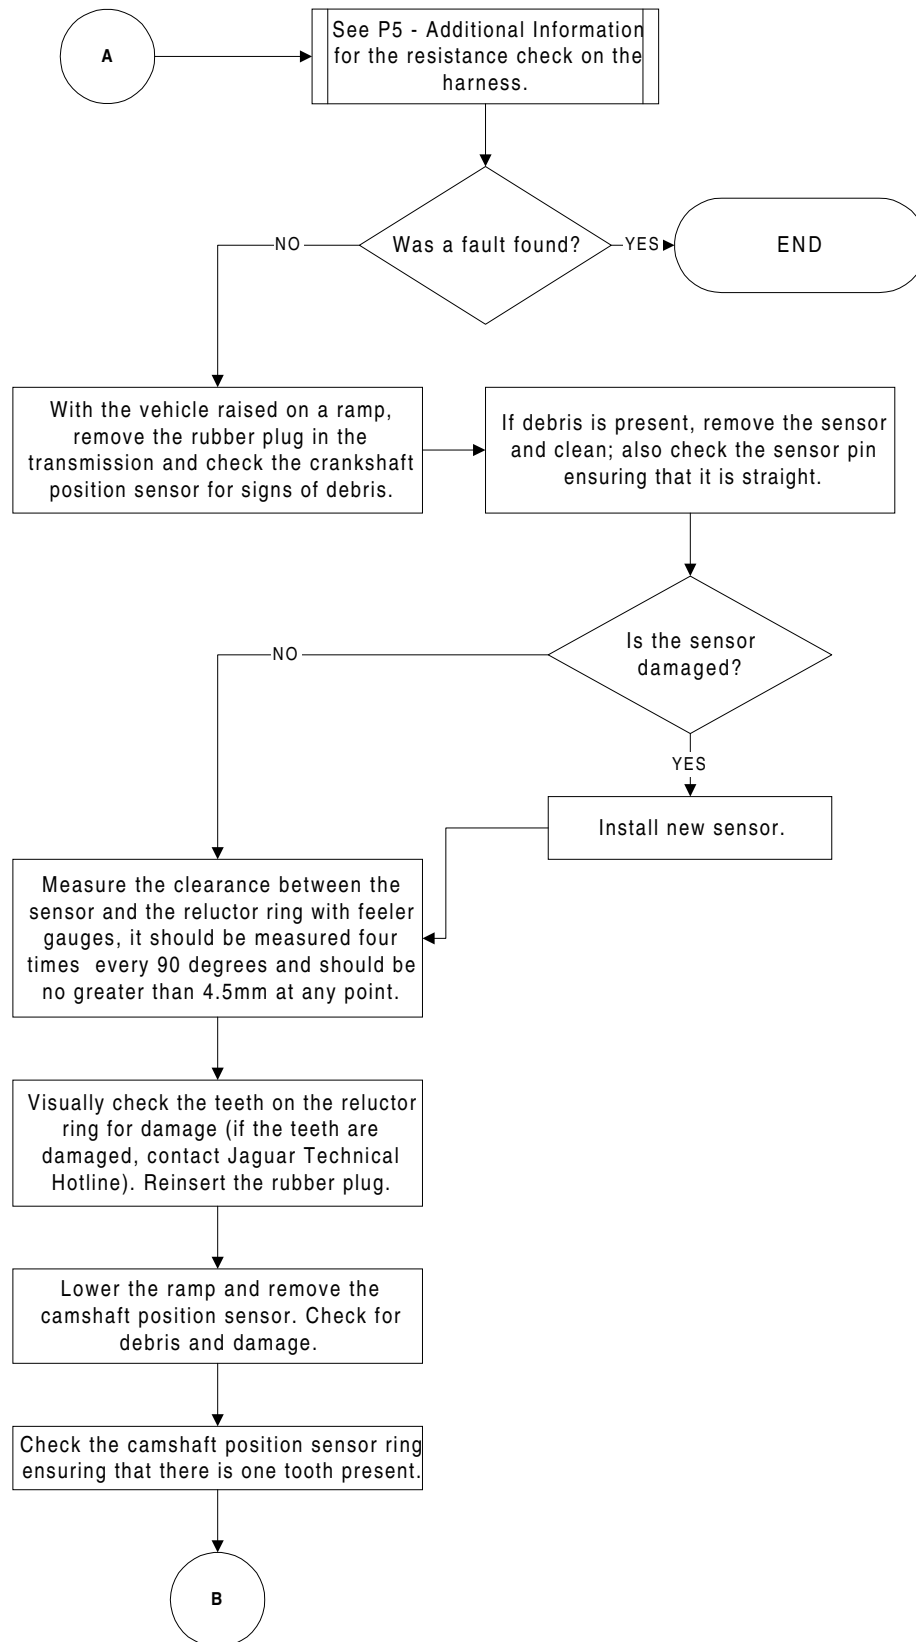 A
See P5 - Additional Information
for the resistance check on the
harness.
Was a fault found?
NO
YES
END
With the vehicle raised on a ramp,
remove the rubber plug in the
transmission and check the crankshaft
position sensor for signs of debris.
If debris is present, remove the sensor
and clean; also check the sensor pin
ensuring that it is straight.
Is the sensor
damaged?
NO
YES
Install new sensor.
Measure the clearance between the
sensor and the reluctor ring with feeler
gauges, it should be measured four
times every 90 degrees and should be
no greater than 4.5mm at any point.
Visually check the teeth on the reluctor
ring for damage (if the teeth are
damaged, contact Jaguar Technical
Hotline). Reinsert the rubber plug.
Lower the ramp and remove the
camshaft position sensor. Check for
debris and damage.
Check the camshaft position sensor ring
ensuring that there is one tooth present.
B